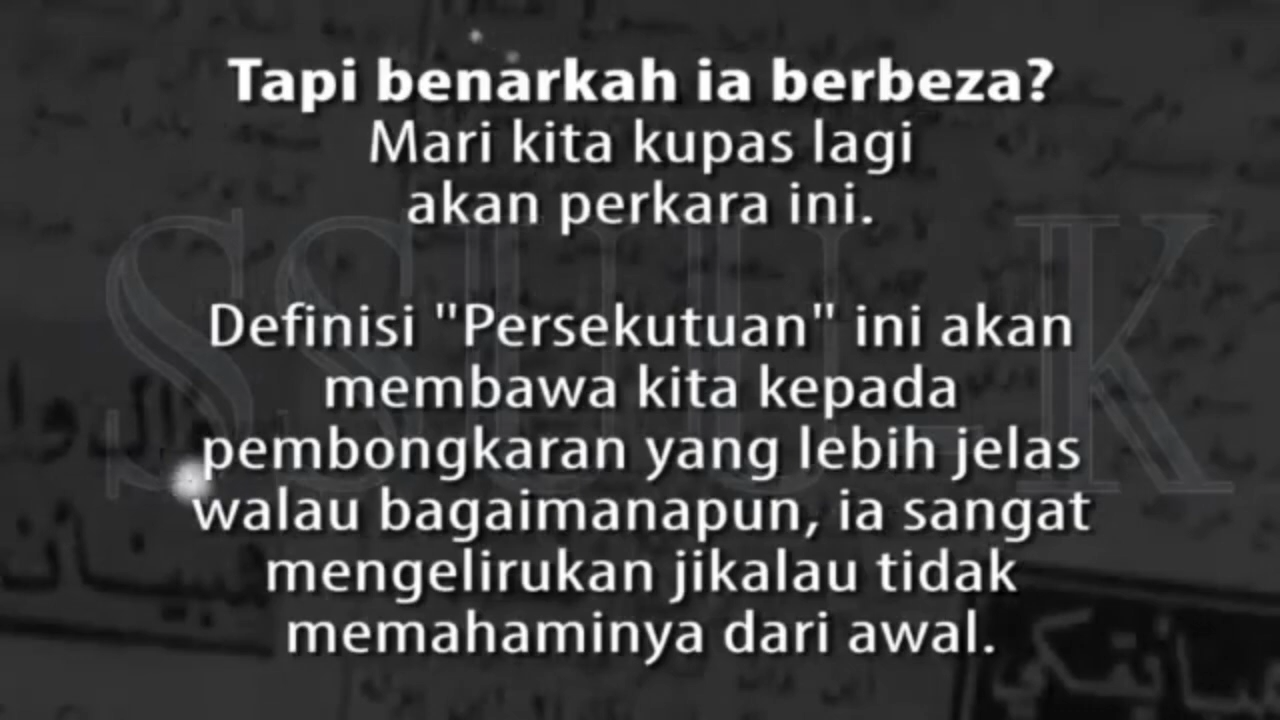 Tapi benarkah ia berbeza?
Mari kita kupas lagi
akan perkara ini.
Definisi "Persekutuan" ini akan
membawa kita kepada
pembongkaran yang lebih jelas
walau bagaimanapun, ia sangat
mengelirukan jikalau tidak
memahaminya dari awal.